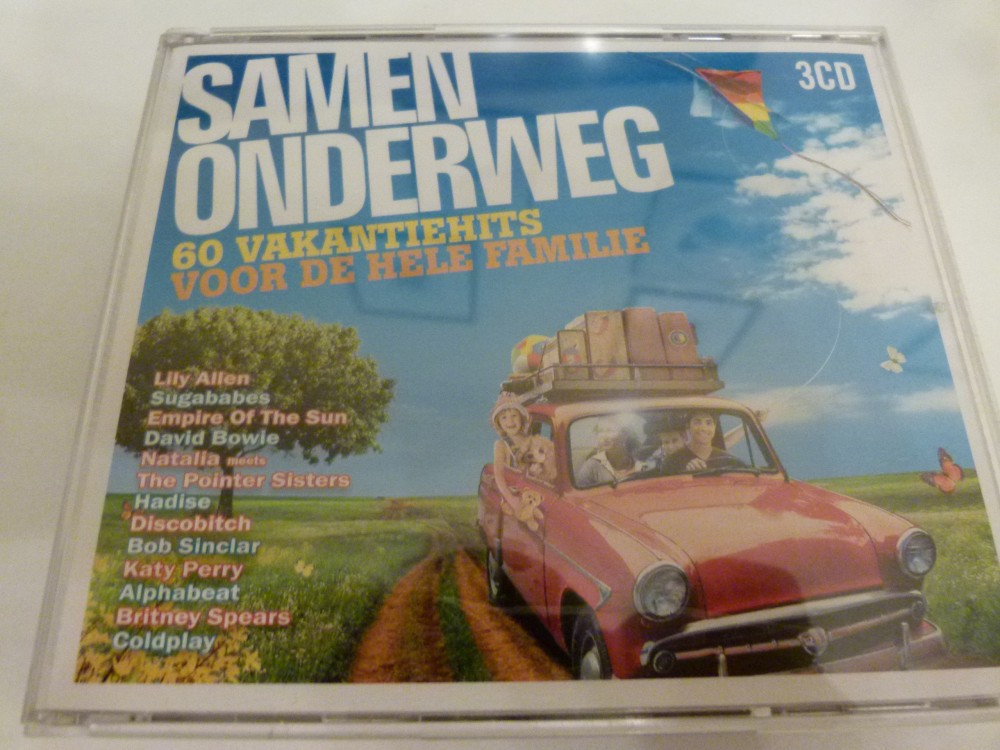 SAMEN
ONDERWEG
3CD
60 VAKANTIEHITS
VOOR DE HELE FAMILIE
Lily Allen
Sugababes
Empire Of The Sun
David Bowie
Natalia meets
The Pointer Sisters
Hadise
Discobitch
Bob Sinclar
Katy Perry
Alphabeat
Britney Spears
Coldplay